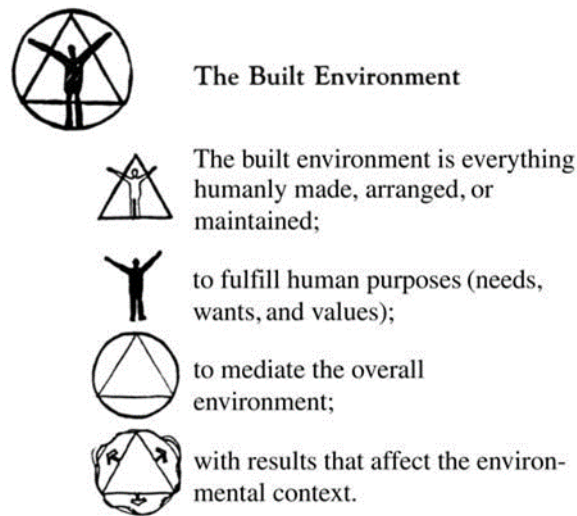 The Built Environment
The built environment is everything
humanly made, arranged, or
maintained;
to fulfill human purposes (needs,
wants, and values);
to mediate the overall
environment;
with results that affect the environ-
mental context.